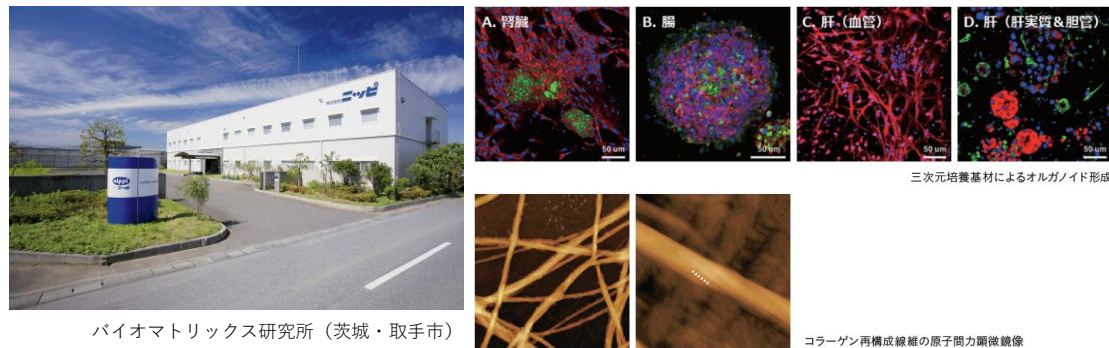 株式会社ニッピ
nippi
バイオマトリックス研究所（茨城・取手市）
A. 腎臓
50 um
B. 腸
50 um
C. 肝（血管）
50 um
D. 肝（肝実質＆胆管）
50 um
三次元培養基材によるオルガノイド形成
コラーゲン再構成線維の原子間力顕微鏡像